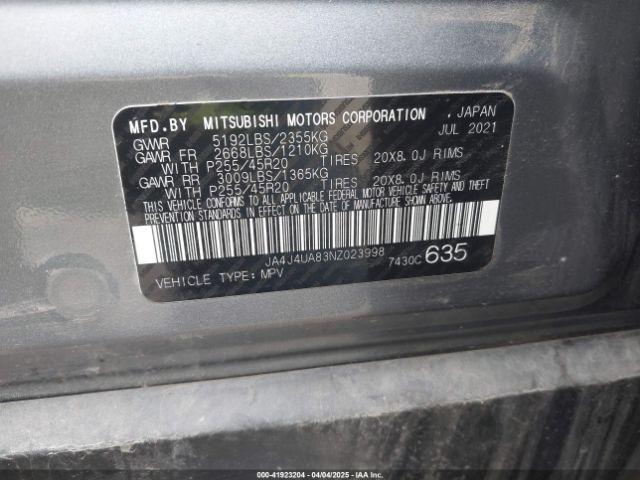 MFD.BY MITSUBISHI MOTORS CORPORATION , JAPAN
GVWR 5192LBS/2355KG JUL 2021
GAWR FR 2668LBS/1210KG
WITH P255/45R20 TIRES 20X8.0J RIMS
GAWR RR 3009LBS/1365KG
WITH P255/45R20 TIRES 20X8.0J RIMS
THIS VEHICLE CONFORMS TO ALL APPLICABLE FEDERAL MOTOR VEHICLE SAFETY AND THEFT
PREVENTION STANDARDS IN EFFECT ON THE DATE OF MANUFACTURE SHOWN ABOVE.
JA4J4UA83NZ023998 7430C 635
VEHICLE TYPE: MPV
000-41923204 - 04/04/2025 - IAAI.COM